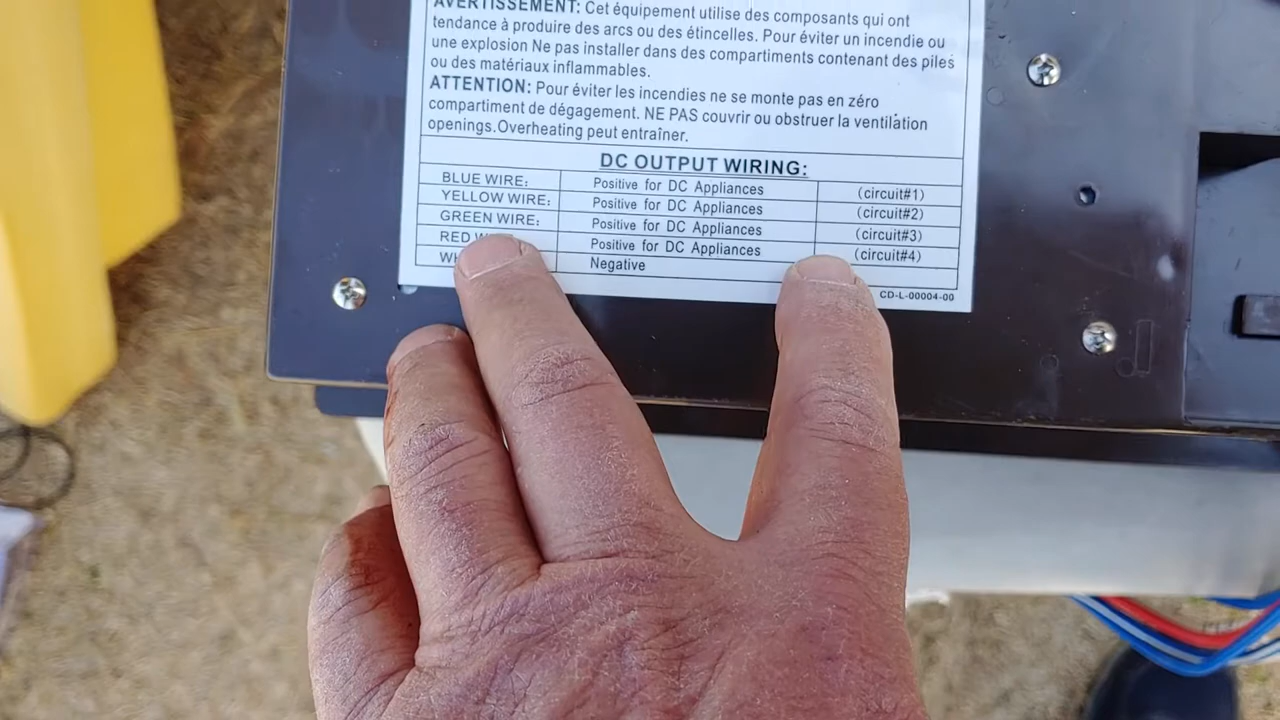 AVERTISSEMENT: Cet équipement utilise des composants qui ont
tendance à produire des arcs ou des étincelles. Pour éviter un incendie ou
une explosion Ne pas installer dans des compartiments contenant des piles
ou des matériaux inflammables.
ATTENTION: Pour éviter les incendies ne se monte pas en zéro
compartiment de dégagement. NE PAS couvrir ou obstruer la ventilation
openings.Overheating peut entraîner.
DC OUTPUT WIRING:
BLUE WIRE: Positive for DC Appliances (circuit#1)
YELLOW WIRE: Positive for DC Appliances (circuit#2)
GREEN WIRE: Positive for DC Appliances (circuit#3)
RED Positive for DC Appliances (circuit#4)
Negative
CD-L-00004-00